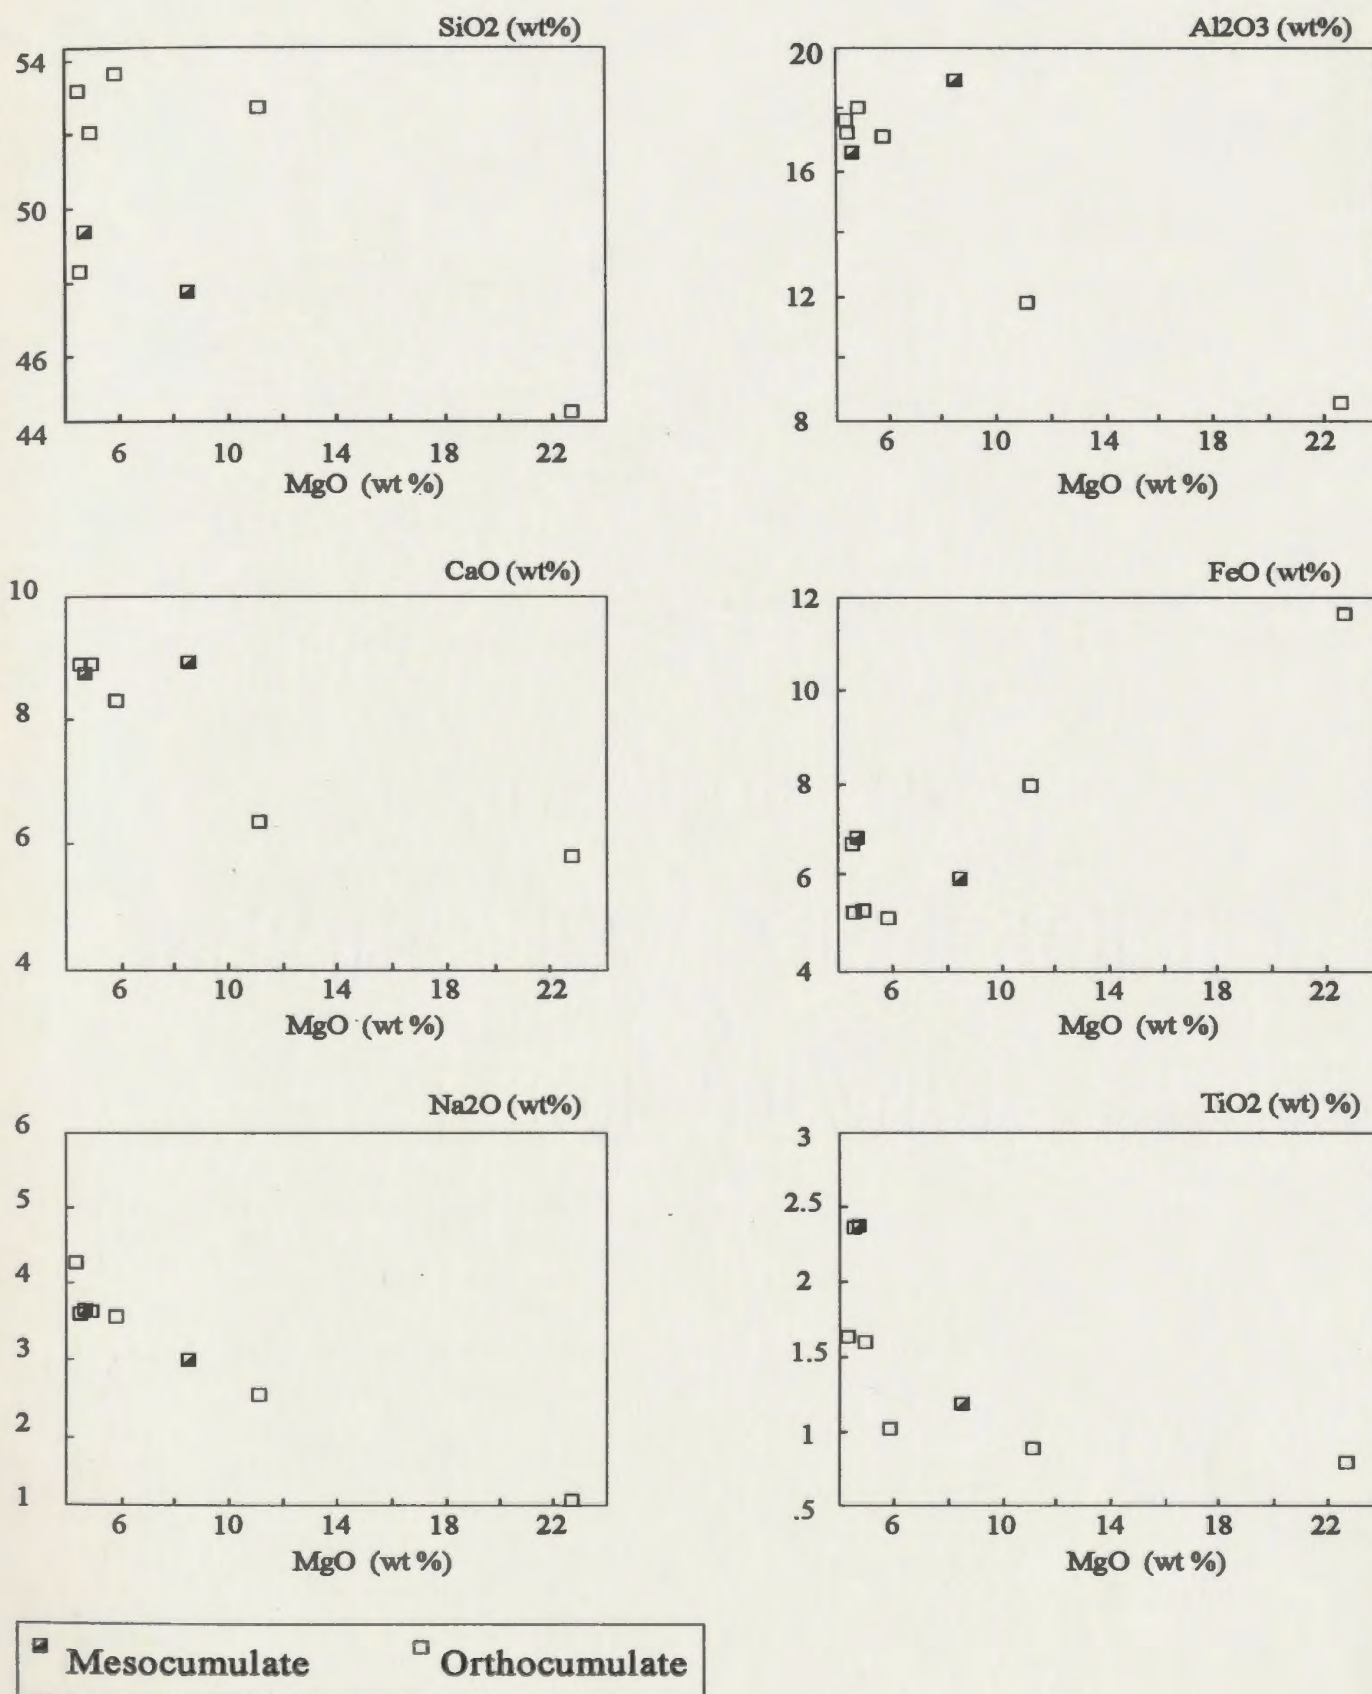 SiO2 (wt%)
54
50
46
44
6 10 14 18 22
MgO (wt %)
Al2O3 (wt%)
20
16
12
8
6 10 14 18 22
MgO (wt %)
CaO (wt%)
10
8
6
4
6 10 14 18 22
MgO (wt %)
FeO (wt%)
12
10
8
6
4
6 10 14 18 22
MgO (wt %)
Na2O (wt%)
6
5
4
3
2
1
6 10 14 18 22
MgO (wt %)
TiO2 (wt) %)
3
2.5
2
1.5
1
.5
6 10 14 18 22
MgO (wt %)
Mesocumulate Orthocumulate